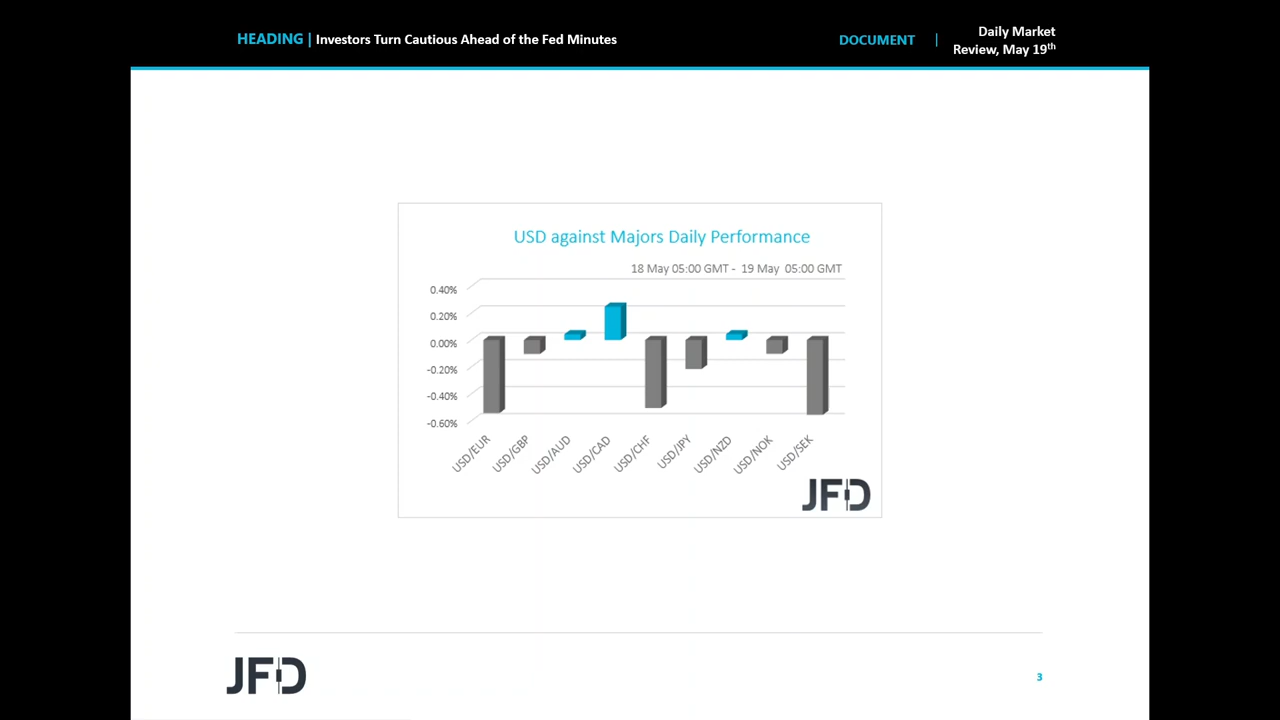 HEADING | Investors Turn Cautious Ahead of the Fed Minutes
DOCUMENT |
Daily Market
Review, May 19th
USD against Majors Daily Performance
18 May 05:00 GMT - 19 May 05:00 GMT
0.40%
0.20%
0.00%
-0.20%
-0.40%
-0.60%
USD/EUR
USD/GBP
USD/AUD
USD/CAD
USD/CHF
USD/JPY
USD/NZD
USD/NOK
USD/SEK
JFD
JFD
3